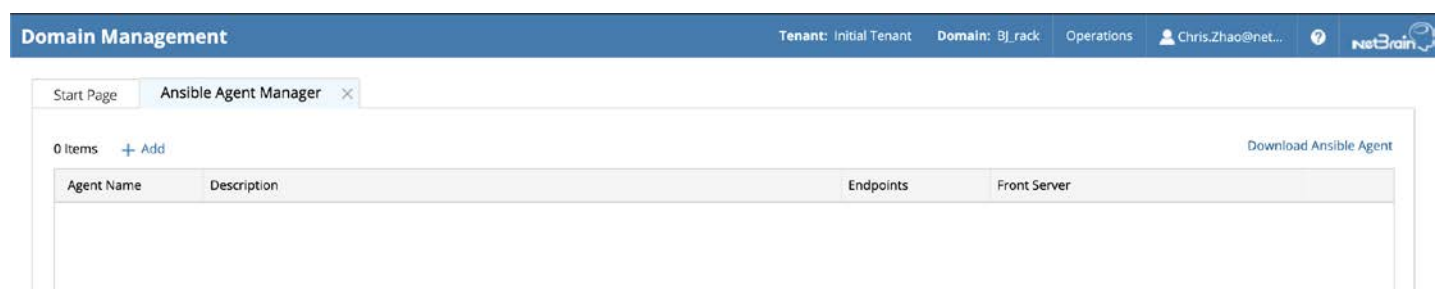 Domain Management Tenant: Initial Tenant Domain: BJ_rack Operations Chris.Zhao@net... ? NetBrain
Start Page Ansible Agent Manager ×
0 Items + Add Download Ansible Agent
Agent Name Description Endpoints Front Server